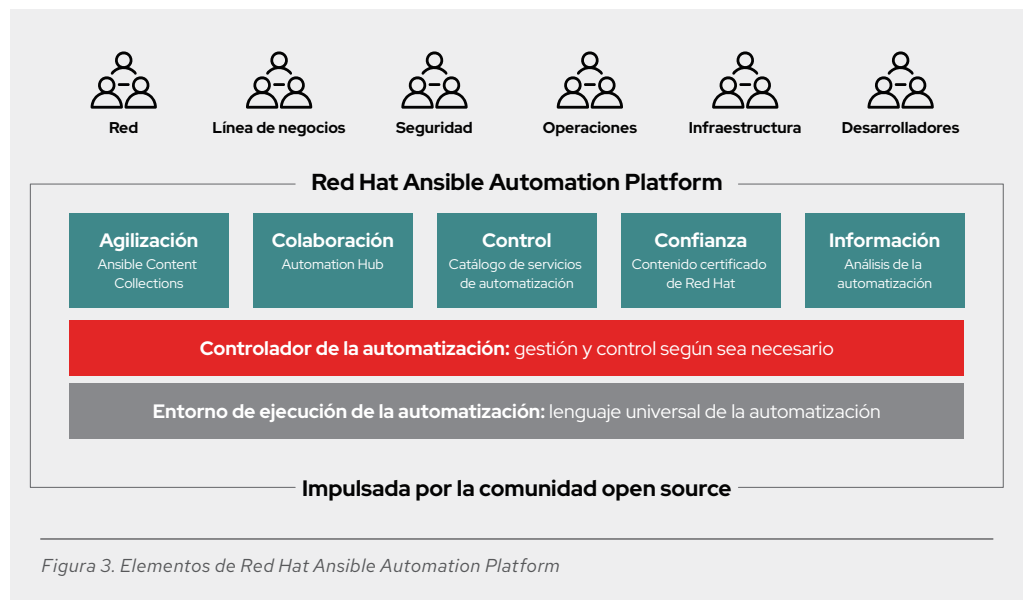 Red
Línea de negocios
Seguridad
Operaciones
Infraestructura
Desarrolladores
Red Hat Ansible Automation Platform
Agilización
Ansible Content
Collections
Colaboración
Automation Hub
Control
Catálogo de servicios
de automatización
Confianza
Contenido certificado
de Red Hat
Información
Análisis de la
automatización
Controlador de la automatización: gestión y control según sea necesario
Entorno de ejecución de la automatización: lenguaje universal de la automatización
Impulsada por la comunidad open source
Figura 3. Elementos de Red Hat Ansible Automation Platform